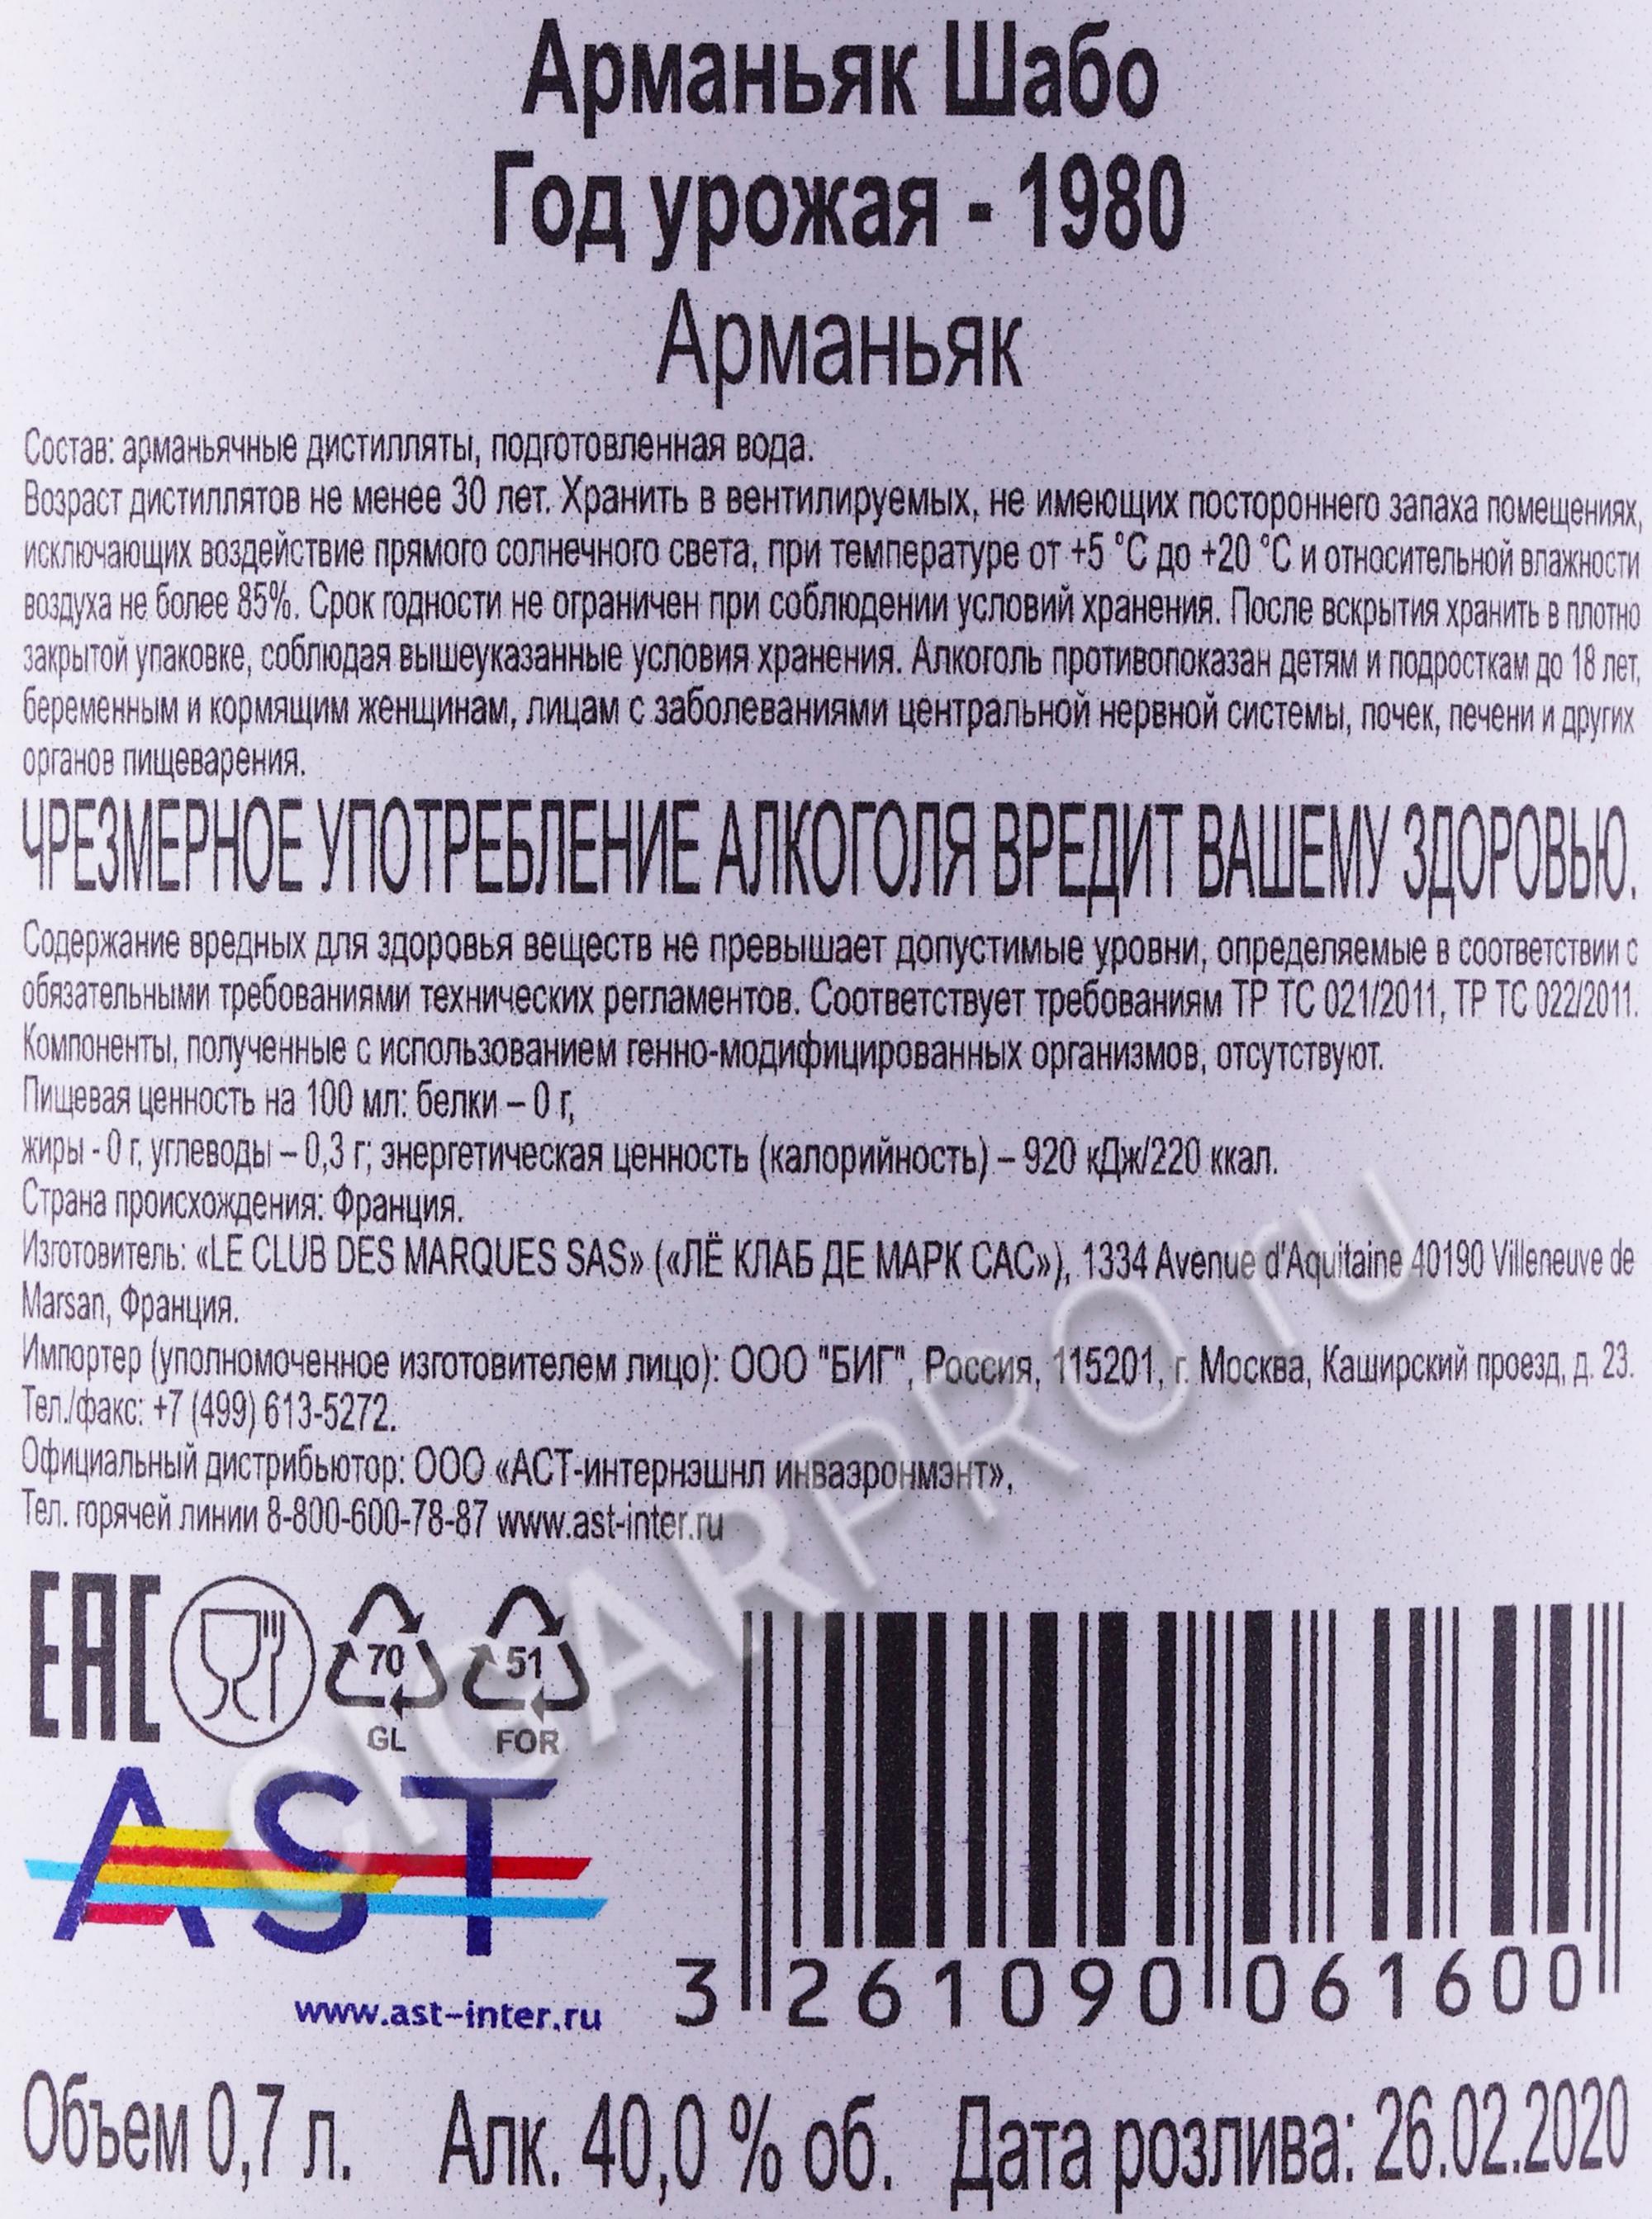 Арманьяк Шабо
Год урожая - 1980
Арманьяк
Состав: арманьячные дистилляты, подготовленная вода.
Возраст дистиллятов не менее 30 лет. Хранить в вентилируемых, не имеющих постороннего запаха помещениях,
исключающих воздействие прямого солнечного света, при температуре от +5 °C до +20 °C и относительной влажности
воздуха не более 85%. Срок годности не ограничен при соблюдении условий хранения. После вскрытия хранить в плотно
закрытой упаковке, соблюдая вышеуказанные условия хранения. Алкоголь противопоказан детям и подросткам до 18 лет,
беременным и кормящим женщинам, лицам с заболеваниями центральной нервной системы, почек, печени и других
органов пищеварения.
ЧРЕЗМЕРНОЕ УПОТРЕБЛЕНИЕ АЛКОГОЛЯ ВРЕДИТ ВАШЕМУ ЗДОРОВЬЮ.
Содержание вредных для здоровья веществ не превышает допустимые уровни, определяемые в соответствии с
обязательными требованиями технических регламентов. Соответствует требованиям ТР ТС 021/2011, ТР ТС 022/2011.
Компоненты, полученные с использованием генно-модифицированных организмов, отсутствуют.
Пищевая ценность на 100 мл: белки – 0 г,
жиры - 0 г, углеводы – 0,3 г; энергетическая ценность (калорийность) – 920 кДж/220 ккал.
Страна происхождения: Франция.
Изготовитель: «LE CLUB DES MARQUES SAS» («ЛЁ КЛАБ ДЕ МАРК САС»), 1334 Avenue d'Aquitaine 40190 Villeneuve de
Marsan, Франция.
Импортер (уполномоченное изготовителем лицо): ООО "БИГ", Россия, 115201, г. Москва, Каширский проезд, д. 23.
Тел./факс: +7 (499) 613-5272.
Официальный дистрибьютор: ООО «АСТ-интернэшнл инваэронмэнт»,
Тел. горячей линии 8-800-600-78-87 www.ast-inter.ru
EAC 70 51
GL FOR
AST
www.ast-inter.ru
3 261090 061600
CIGARPRO.ru
Объем 0,7 л. Алк. 40,0 % об. Дата розлива: 26.02.2020